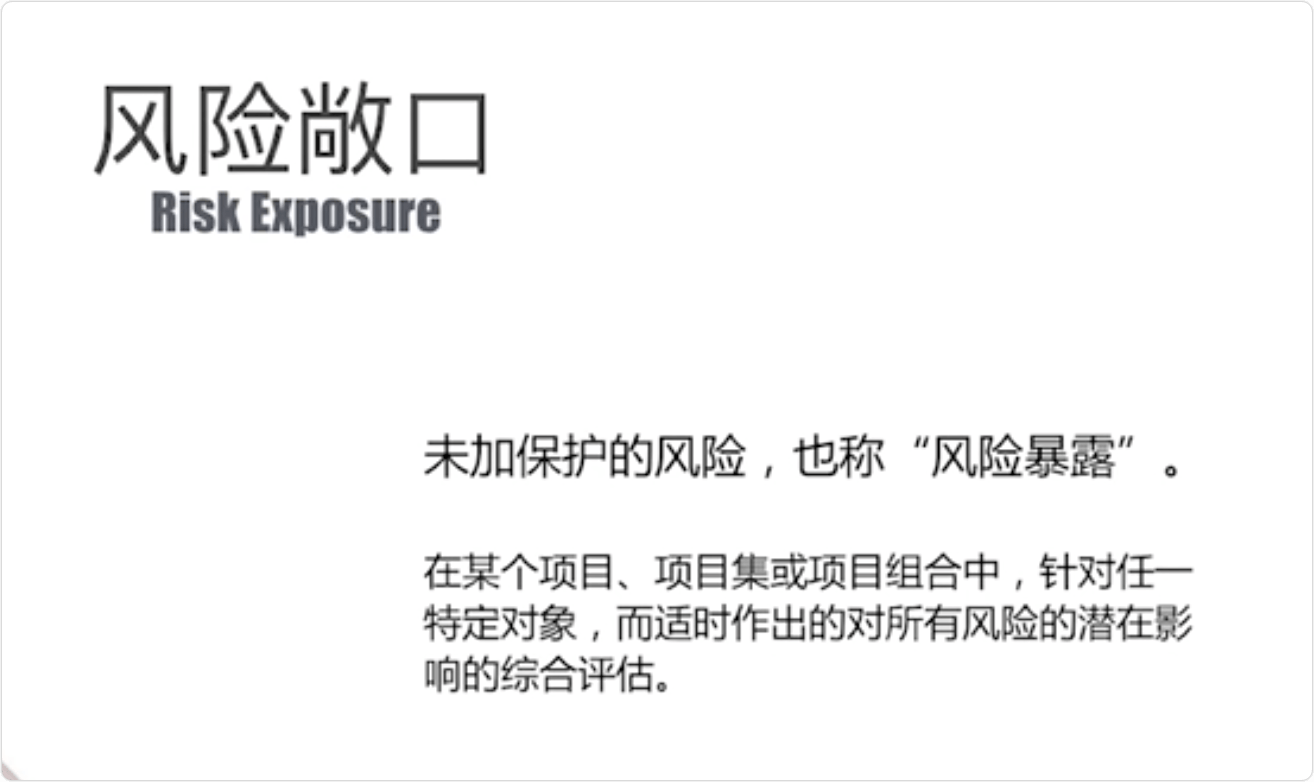 风险敞口
Risk Exposure
未加保护的风险，也称“风险暴露”。
在某个项目、项目集或项目组合中，针对任一
特定对象，而适时作出的对所有风险的潜在影
响的综合评估。